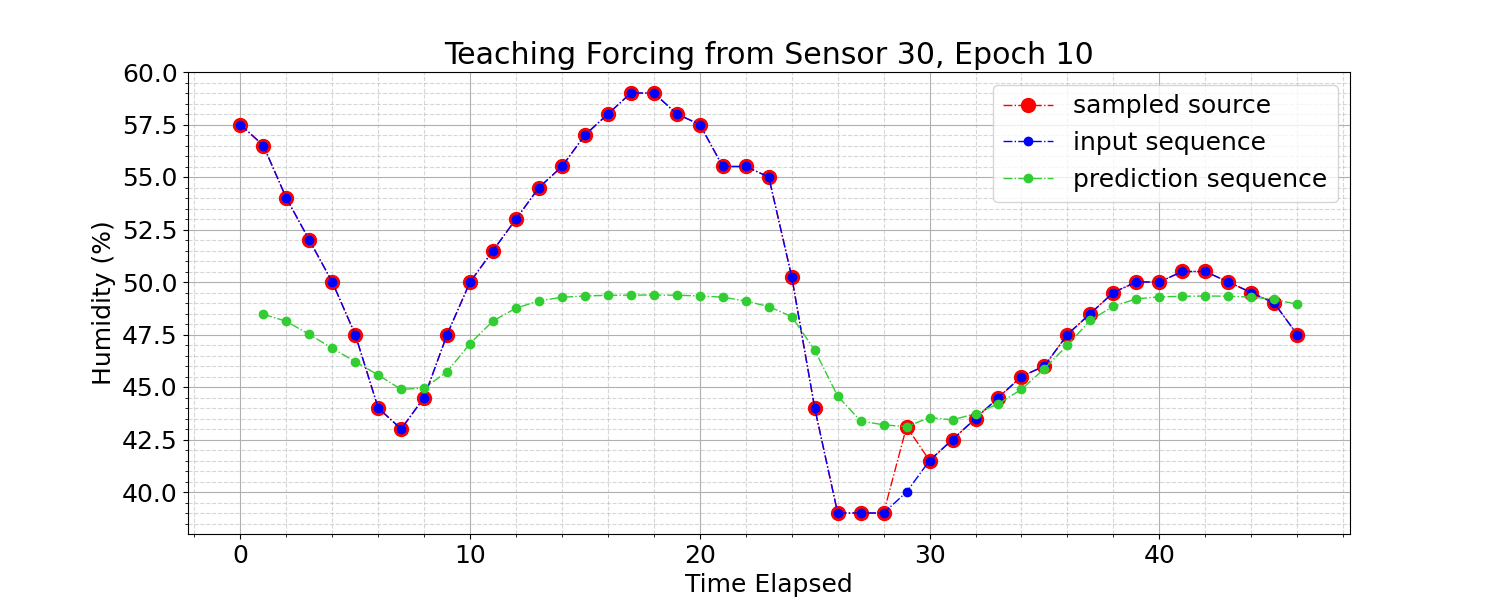 Teaching Forcing from Sensor 30, Epoch 10
60.0
57.5
55.0
52.5
50.0
47.5
45.0
42.5
40.0
Humidity (%)
sampled source
input sequence
prediction sequence
0 10 20 30 40
Time Elapsed